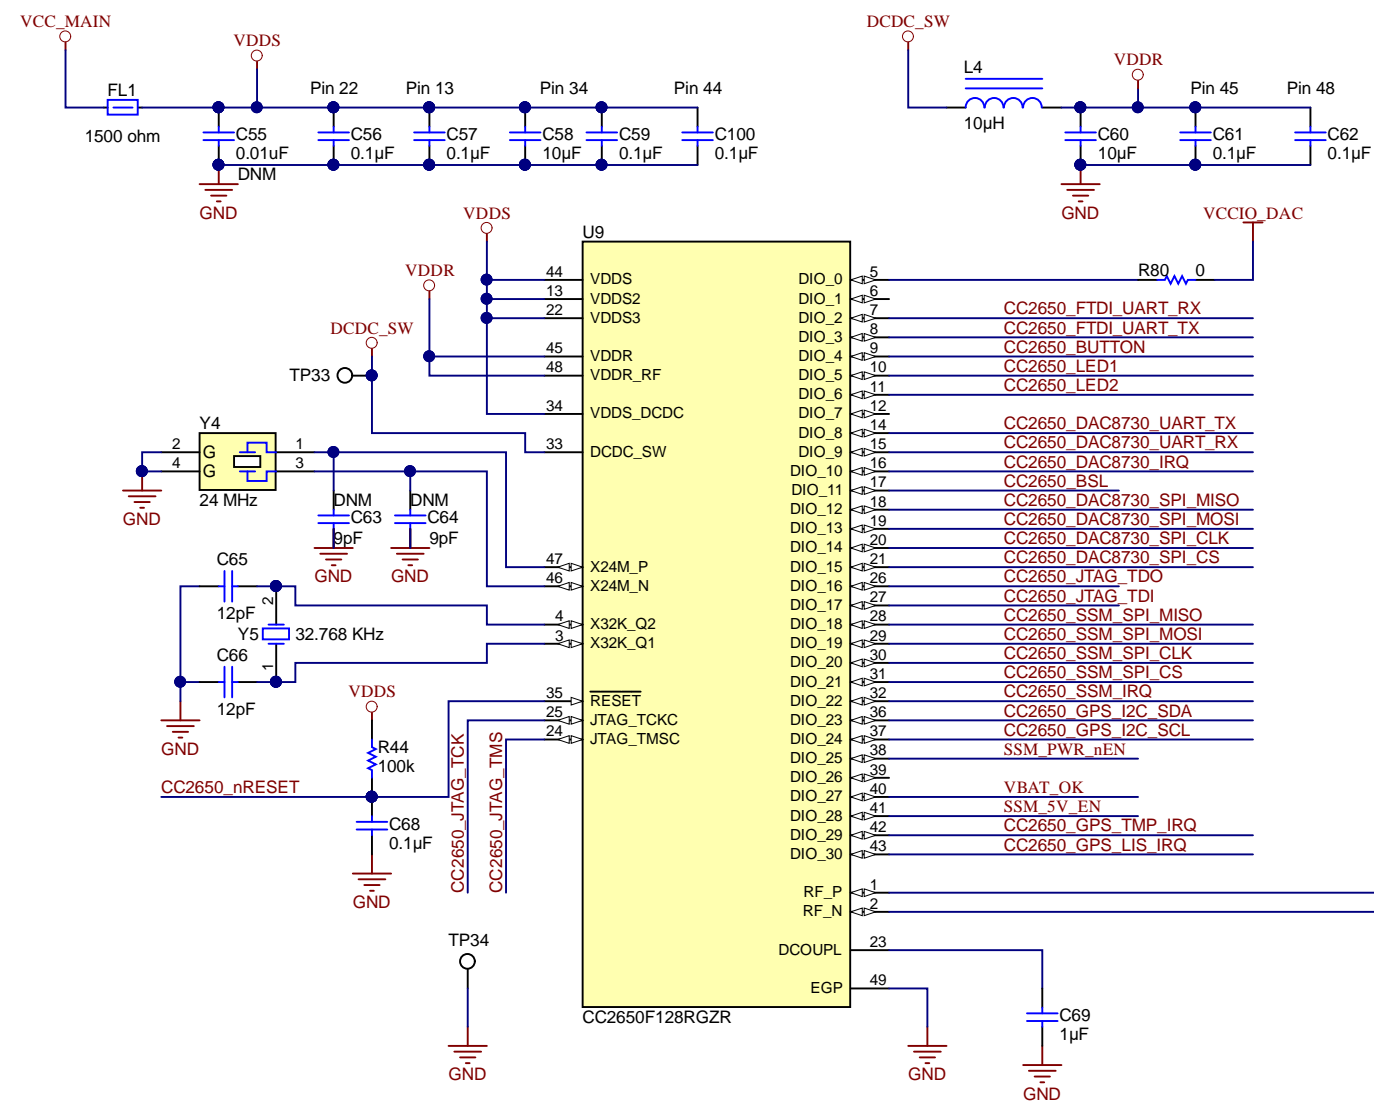 VCC_MAIN
VDDS
FL1
1500 ohm
Pin 22
Pin 13
Pin 34
Pin 44
C55
0.01uF
DNM
C56
0.1µF
C57
0.1µF
C58
10µF
C59
0.1µF
C100
0.1µF
GND
DCDC_SW
L4
10µH
VDDR
Pin 45
Pin 48
C60
10µF
C61
0.1µF
C62
0.1µF
GND
VDDS
VDDR
DCDC_SW
TP33
VCCIO_DAC
R80 0
U9
44 VDDS
13 VDDS2
22 VDDS3
45 VDDR
48 VDDR_RF
34 VDDS_DCDC
33 DCDC_SW
47 X24M_P
46 X24M_N
4 X32K_Q2
3 X32K_Q1
35 RESET
25 JTAG_TCKC
24 JTAG_TMSC
DIO_0 5
DIO_1 6
DIO_2 7 CC2650_FTDI_UART_RX
DIO_3 8 CC2650_FTDI_UART_TX
DIO_4 9 CC2650_BUTTON
DIO_5 10 CC2650_LED1
DIO_6 11 CC2650_LED2
DIO_7 12
DIO_8 14 CC2650_DAC8730_UART_TX
DIO_9 15 CC2650_DAC8730_UART_RX
DIO_10 16 CC2650_DAC8730_IRQ
DIO_11 17 CC2650_BSL
DIO_12 18 CC2650_DAC8730_SPI_MISO
DIO_13 19 CC2650_DAC8730_SPI_MOSI
DIO_14 20 CC2650_DAC8730_SPI_CLK
DIO_15 21 CC2650_DAC8730_SPI_CS
DIO_16 26 CC2650_JTAG_TDO
DIO_17 27 CC2650_JTAG_TDI
DIO_18 28 CC2650_SSM_SPI_MISO
DIO_19 29 CC2650_SSM_SPI_MOSI
DIO_20 30 CC2650_SSM_SPI_CLK
DIO_21 31 CC2650_SSM_SPI_CS
DIO_22 32 CC2650_SSM_IRQ
DIO_23 36 CC2650_GPS_I2C_SDA
DIO_24 37 CC2650_GPS_I2C_SCL
DIO_25 38 SSM_PWR_nEN
DIO_26 39
DIO_27 40 VBAT_OK
DIO_28 41 SSM_5V_EN
DIO_29 42 CC2650_GPS_TMP_IRQ
DIO_30 43 CC2650_GPS_LIS_IRQ
RF_P 1
RF_N 2
DCOUPL 23
EGP 49
CC2650F128RGZR
Y4
2 G 1
4 G 3
24 MHz
GND
DNM
C63
9pF
GND
DNM
C64
9pF
GND
C65
12pF
2
Y5 32.768 KHz
1
C66
12pF
GND
VDDS
R44
100k
CC2650_nRESET
C68
0.1µF
GND
CC2650_JTAG_TCK
CC2650_JTAG_TMS
TP34
GND
GND
C69
1µF
GND